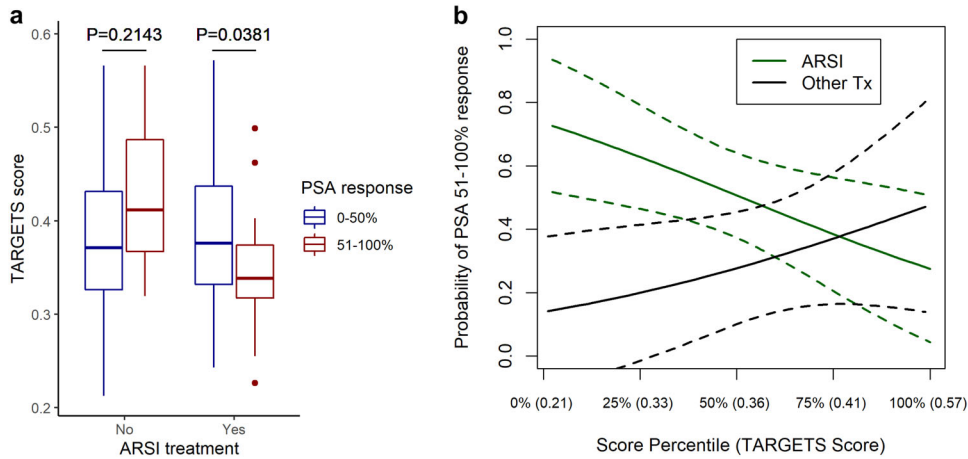 a
P=0.2143 P=0.0381
0.6
0.5
0.4
0.3
0.2
TARGETS score
No Yes
ARSI treatment
PSA response
0-50%
51-100%
b
ARSI
Other Tx
1.0
0.8
0.6
0.4
0.2
0.0
Probability of PSA 51-100% response
0% (0.21) 25% (0.33) 50% (0.36) 75% (0.41) 100% (0.57)
Score Percentile (TARGETS Score)